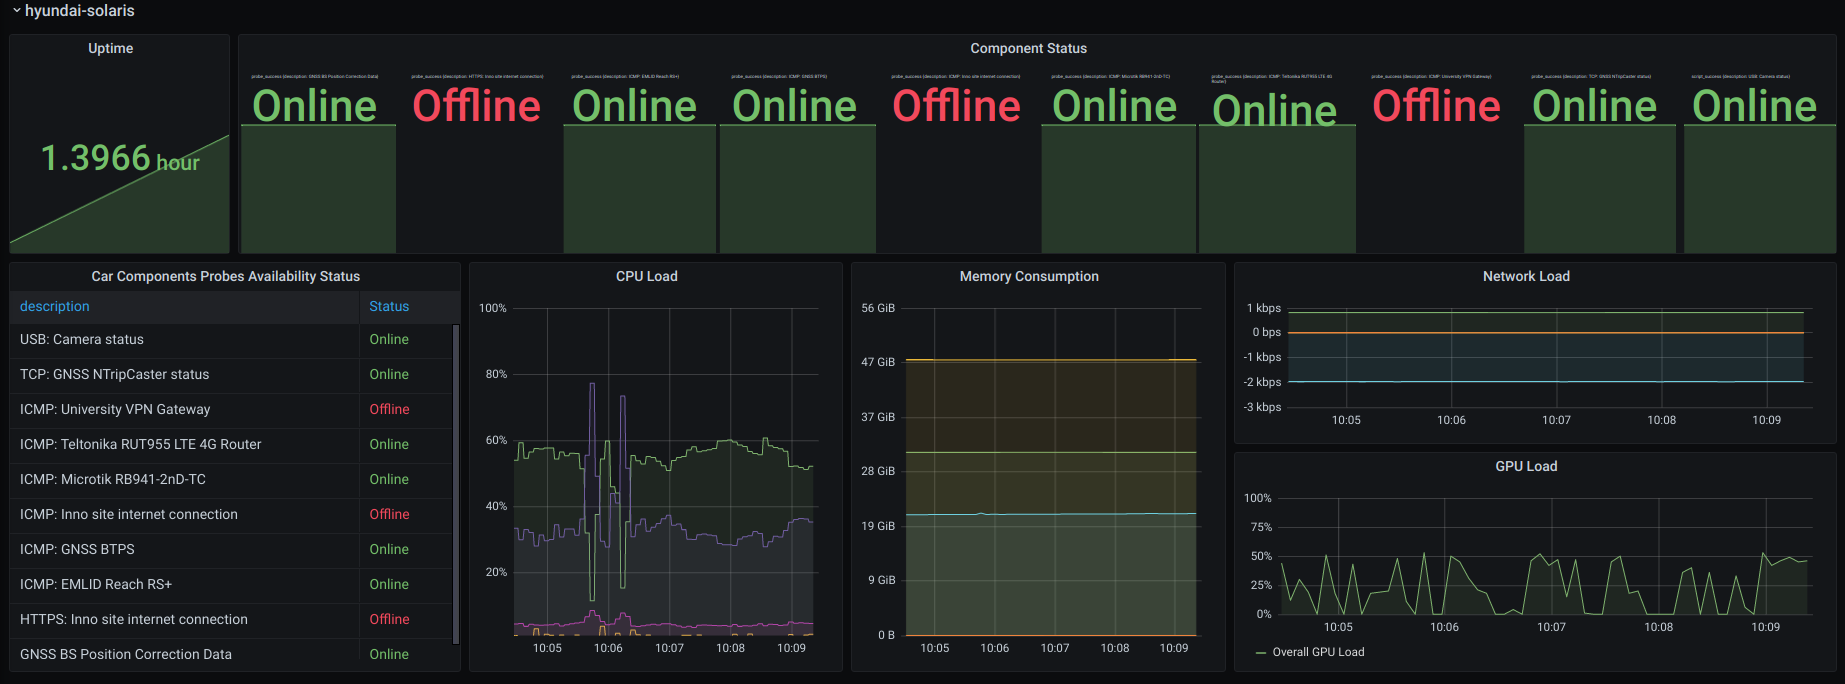 hyundai-solaris
Uptime
1.3966 hour
Component Status
probe_success {description: GNSS BS Position Correction Data}
Online
probe_success {description: HTTPS: Inno site internet connection}
Offline
probe_success {description: ICMP: EMLID Reach RS+}
Online
probe_success {description: ICMP: GNSS BTPS}
Online
probe_success {description: ICMP: Inno site internet connection}
Offline
probe_success {description: ICMP: Microtik RB941-2nD-TC}
Online
probe_success {description: ICMP: Teltonika RUT955 LTE 4G
Router}
Online
probe_success {description: ICMP: University VPN Gateway}
Offline
probe_success {description: TCP: GNSS NTripCaster status}
Online
script_success {description: USB: Camera status}
Online
Car Components Probes Availability Status
description Status
USB: Camera status Online
TCP: GNSS NTripCaster status Online
ICMP: University VPN Gateway Offline
ICMP: Teltonika RUT955 LTE 4G Router Online
ICMP: Microtik RB941-2nD-TC Online
ICMP: Inno site internet connection Offline
ICMP: GNSS BTPS Online
ICMP: EMLID Reach RS+ Online
HTTPS: Inno site internet connection Offline
GNSS BS Position Correction Data Online
CPU Load
100%
80%
60%
40%
20%
10:05 10:06 10:07 10:08 10:09
Memory Consumption
56 GiB
47 GiB
37 GiB
28 GiB
19 GiB
9 GiB
0 B
10:05 10:06 10:07 10:08 10:09
Network Load
1 kbps
0 bps
-1 kbps
-2 kbps
-3 kbps
10:05 10:06 10:07 10:08 10:09
GPU Load
100%
75%
50%
25%
0%
10:05 10:06 10:07 10:08 10:09
Overall GPU Load